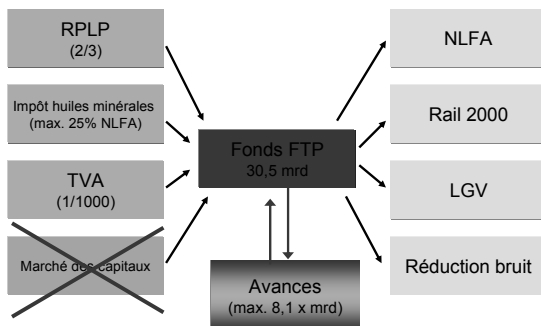 RPLP
(2/3)
Impôt huiles minérales
(max. 25% NLFA)
TVA
(1/1000)
Marché des capitaux
Fonds FTP
30,5 mrd
Avances
(max. 8,1 x mrd)
NLFA
Rail 2000
LGV
Réduction bruit